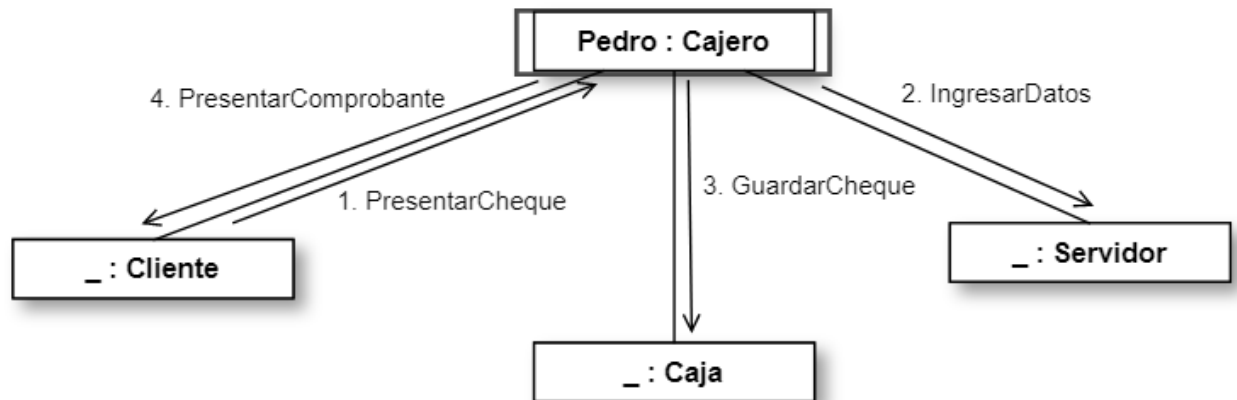 Pedro : Cajero
4. PresentarComprobante
2. IngresarDatos
1. PresentarCheque
3. GuardarCheque
_ : Cliente
_ : Servidor
_ : Caja